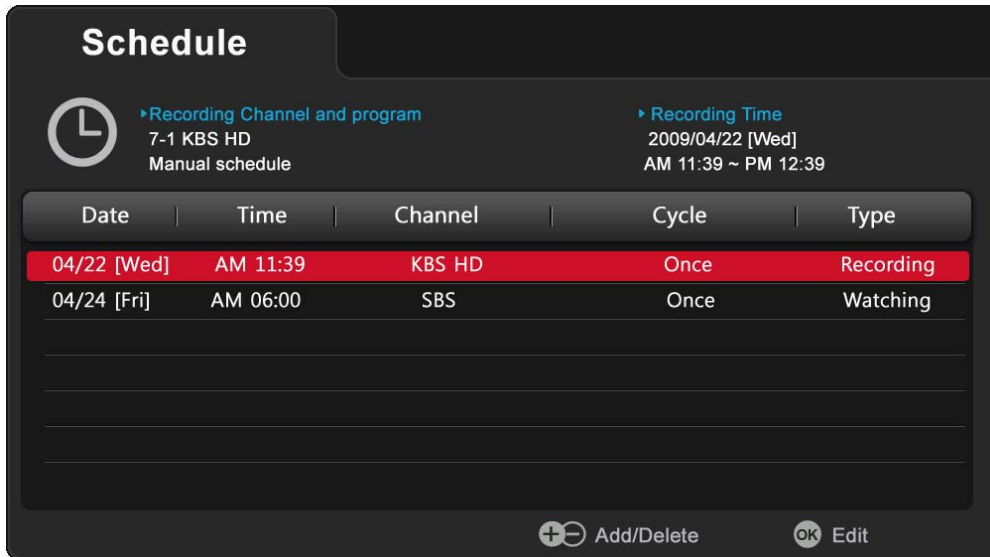 Schedule
Recording Channel and program
7-1 KBS HD
Manual schedule
Recording Time
2009/04/22 [Wed]
AM 11:39 ~ PM 12:39
Date Time Channel Cycle Type
04/22 [Wed] AM 11:39 KBS HD Once Recording
04/24 [Fri] AM 06:00 SBS Once Watching
Add/Delete OK Edit